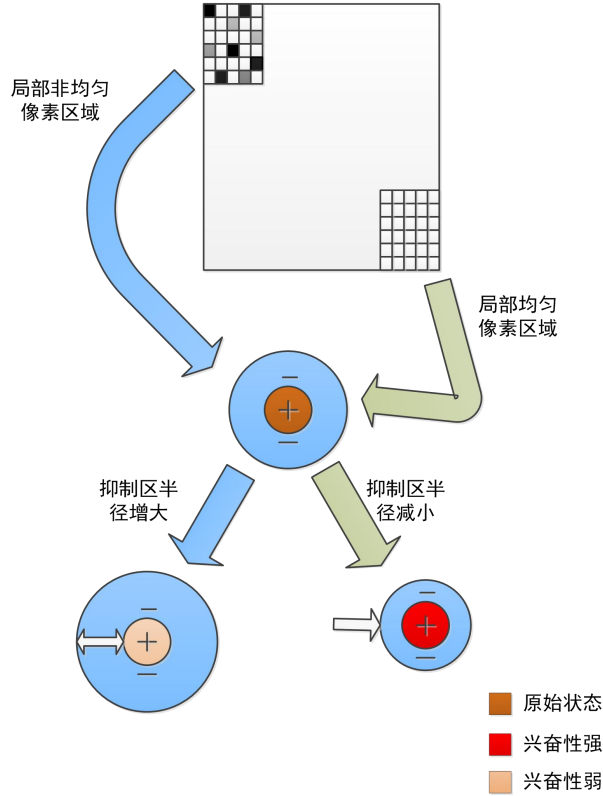 局部非均匀
像素区域
局部均匀
像素区域
抑制区半
径增大
抑制区半
径减小
原始状态
兴奋性强
兴奋性弱